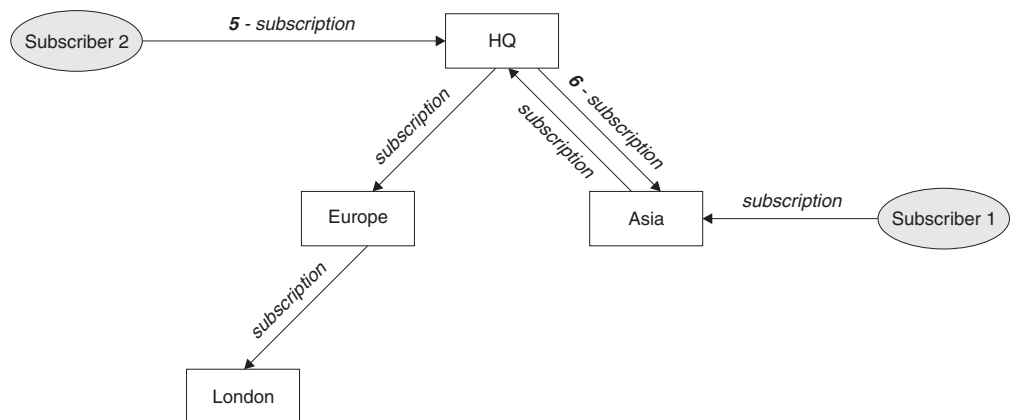 5 - subscription
Subscriber 2
HQ
6 - subscription
subscription
subscription
subscription
Europe
Asia
Subscriber 1
subscription
London